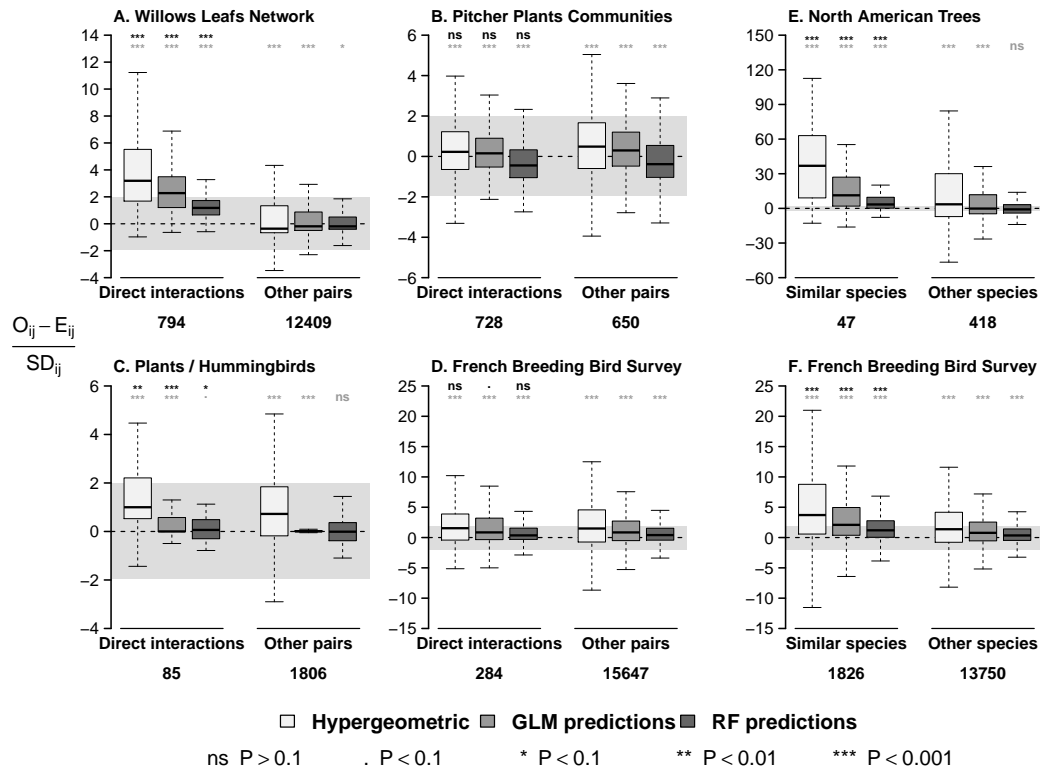 A. Willows Leafs Network
*** *** ***
*** *** *** *** *** *
14
12
10
8
6
4
2
0
−2
−4
Direct interactions Other pairs
794 12409
B. Pitcher Plants Communities
ns ns ns
*** *** *** *** *** ***
6
4
2
0
−2
−4
−6
Direct interactions Other pairs
728 650
E. North American Trees
*** *** ***
*** *** *** *** *** ns
150
120
90
60
30
0
−30
−60
Similar species Other species
47 418
Oij − Eij
SDij
C. Plants / Hummingbirds
** *** *
*** *** . *** *** ns
6
4
2
0
−2
−4
Direct interactions Other pairs
85 1806
D. French Breeding Bird Survey
ns . ns
*** *** *** *** *** ***
25
20
15
10
5
0
−5
−10
−15
Direct interactions Other pairs
284 15647
F. French Breeding Bird Survey
*** *** ***
*** *** *** *** *** ***
25
20
15
10
5
0
−5
−10
−15
Similar species Other species
1826 13750
Hypergeometric GLM predictions RF predictions
ns P > 0.1 . P < 0.1 * P < 0.1 ** P < 0.01 *** P < 0.001